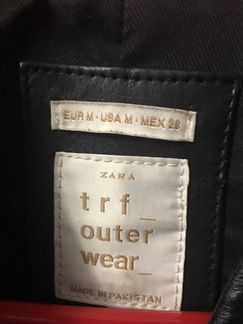 EUR M · USA M · MEX 28
ZARA
trf_
outer
wear_
MADE IN PAKISTAN